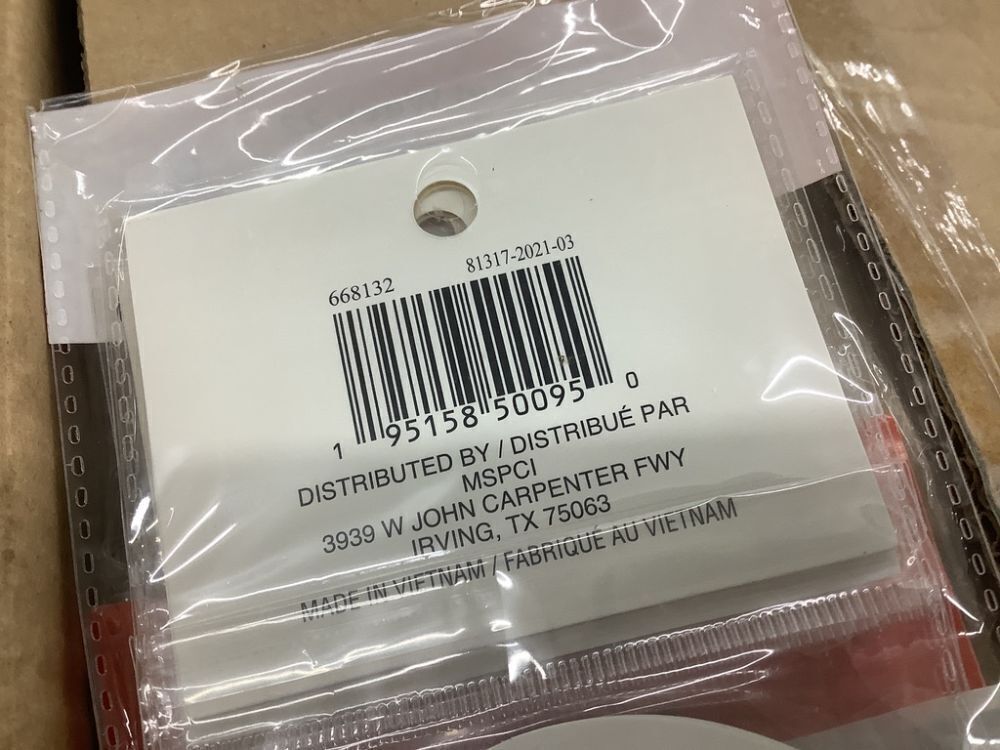 668132 81317-2021-03
1 95158 50095 0
DISTRIBUTED BY / DISTRIBUÉ PAR
MSPCI
3939 W JOHN CARPENTER FWY
IRVING, TX 75063
MADE IN VIETNAM / FABRIQUÉ AU VIETNAM